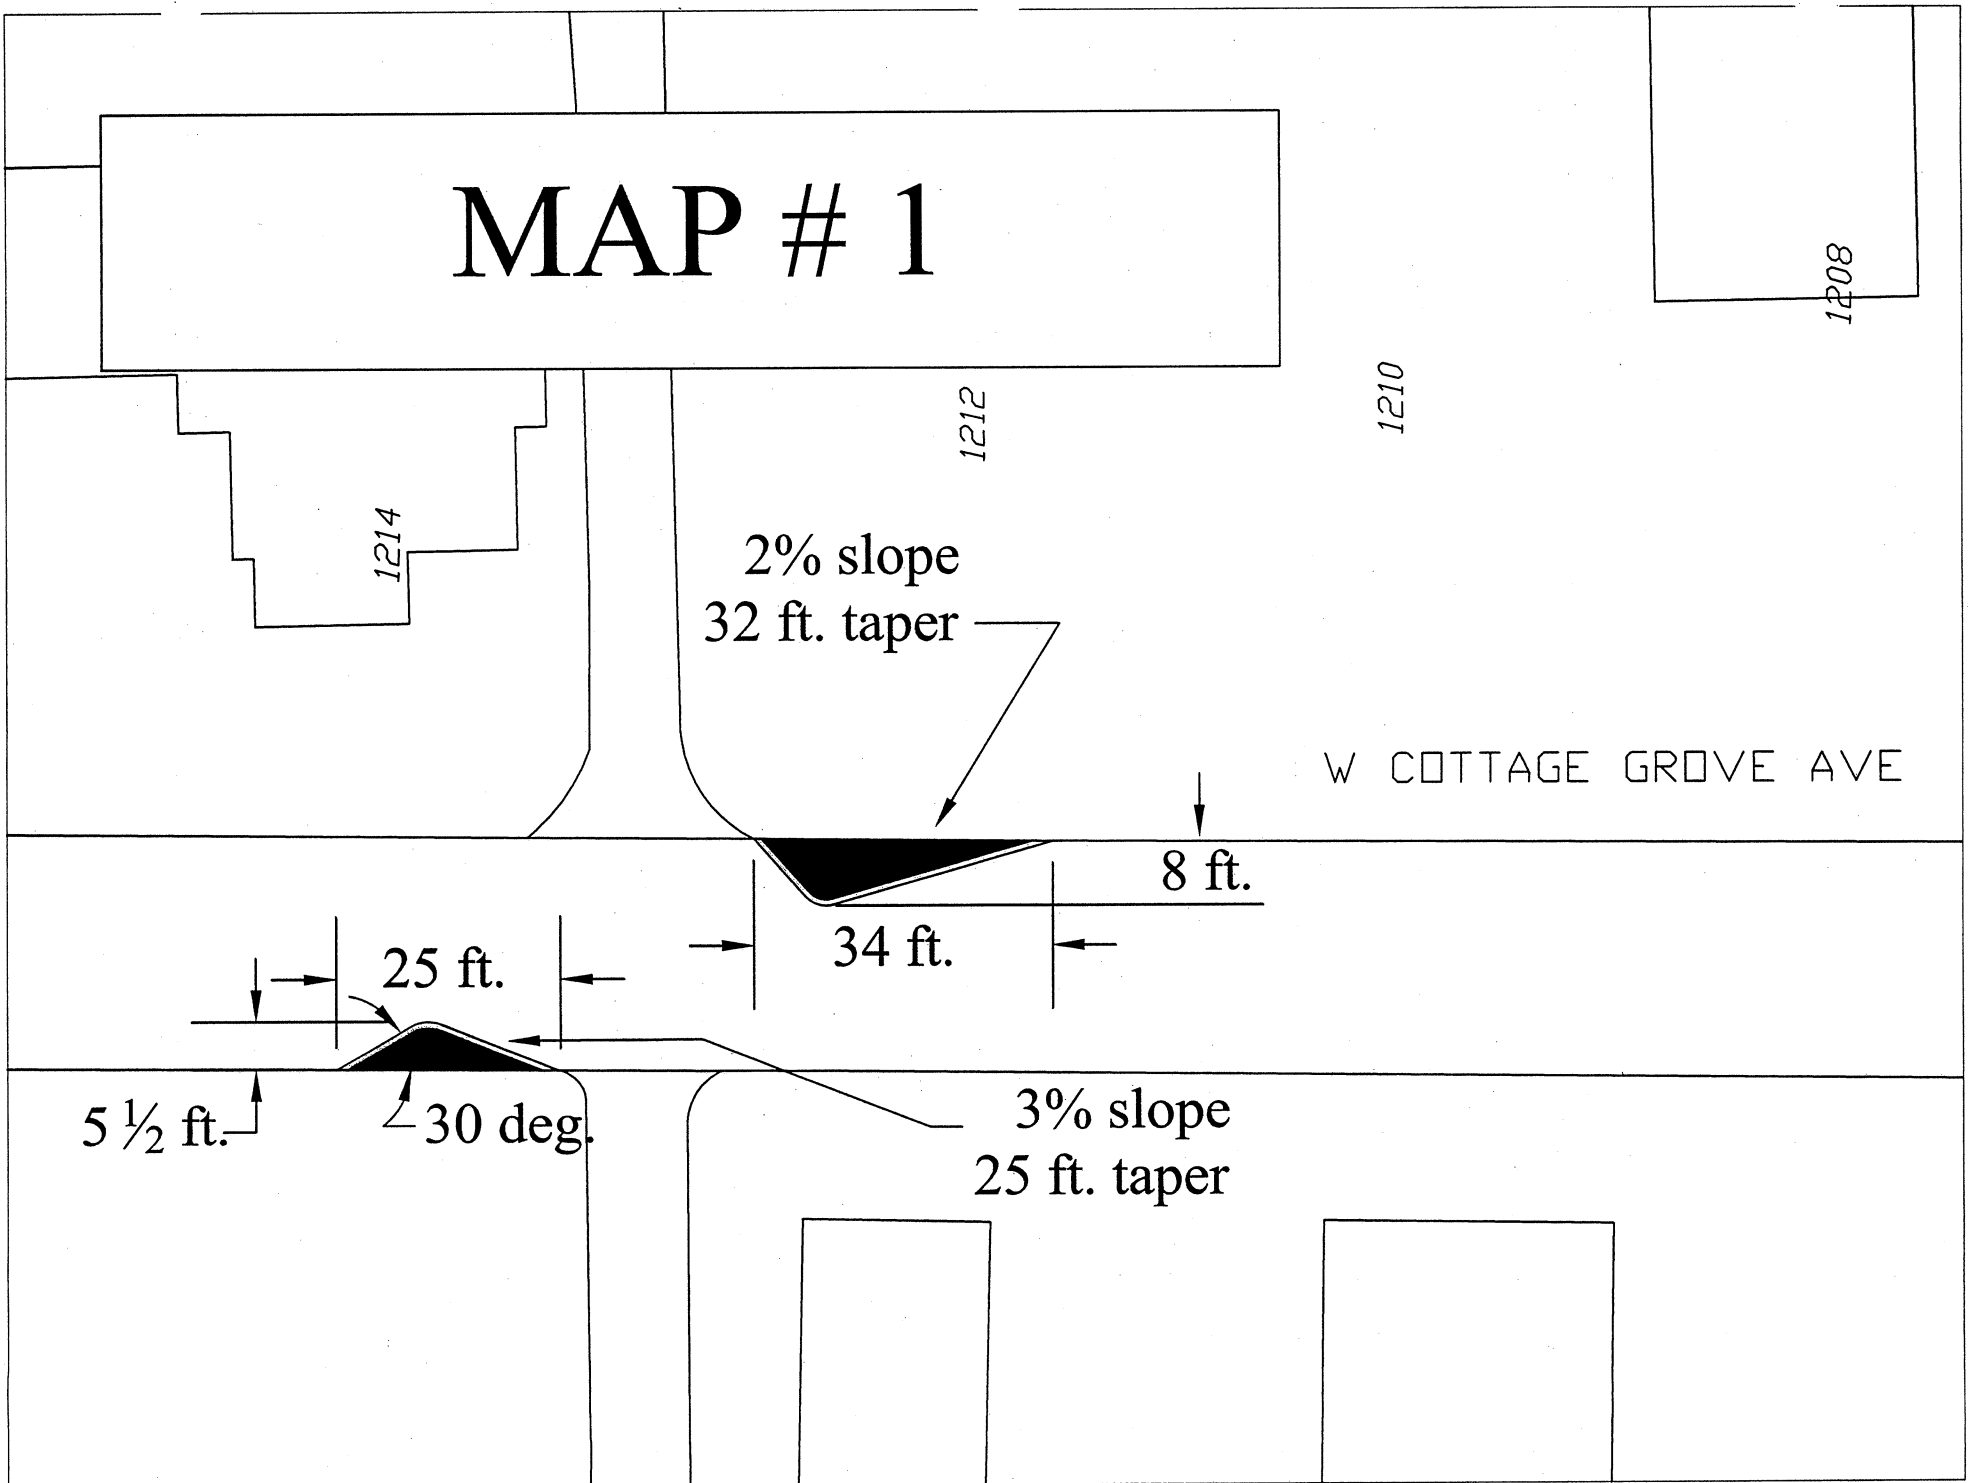 MAP # 1
1208
1210
1212
1214
2% slope
32 ft. taper
W COTTAGE GROVE AVE
8 ft.
34 ft.
25 ft.
5 ½ ft.
30 deg.
3% slope
25 ft. taper